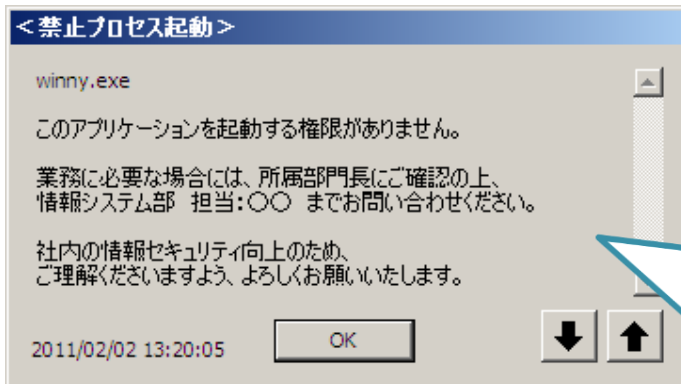 ＜禁止プロセス起動＞
winny.exe
このアプリケーションを起動する権限がありません。
業務に必要な場合には、所属部門長にご確認の上、
情報システム部　担当：〇〇　までお問い合わせください。
社内の情報セキュリティ向上のため、
ご理解くださいますよう、よろしくお願いいたします。
2011/02/02 13:20:05
OK